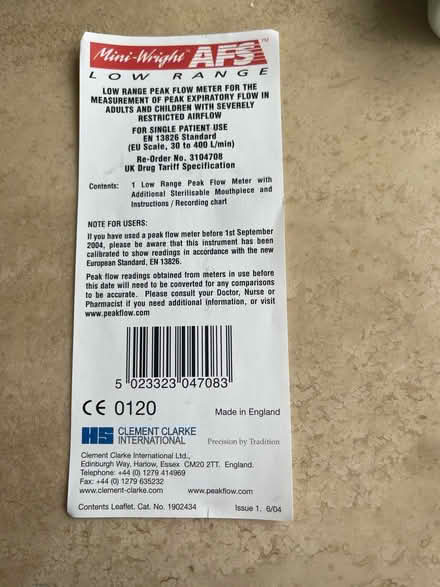 Mini-Wright™ AFS™
LOW RANGE
LOW RANGE PEAK FLOW METER FOR THE
MEASUREMENT OF PEAK EXPIRATORY FLOW IN
ADULTS AND CHILDREN WITH SEVERELY
RESTRICTED AIRFLOW
FOR SINGLE PATIENT USE
EN 13826 Standard
(EU Scale, 30 to 400 L/min)
Re-Order No. 3104708
UK Drug Tariff Specification
Contents: 1 Low Range Peak Flow Meter with
Additional Sterilisable Mouthpiece and
Instructions / Recording chart
NOTE FOR USERS:
If you have used a peak flow meter before 1st September
2004, please be aware that this instrument has been
calibrated to show readings in accordance with the new
European Standard, EN 13826.
Peak flow readings obtained from meters in use before
this date will need to be converted for any comparisons
to be accurate. Please consult your Doctor, Nurse or
Pharmacist if you need additional information, or visit
www.peakflow.com
5 023323 047083
CE 0120 Made in England
HS CLEMENT CLARKE
INTERNATIONAL Precision by Tradition
Clement Clarke International Ltd.,
Edinburgh Way, Harlow, Essex CM20 2TT. England.
Telephone: +44 (0) 1279 414969
Fax: +44 (0) 1279 635232
www.clement-clarke.com www.peakflow.com
Contents Leaflet. Cat. No. 1902434 Issue 1. 6/04